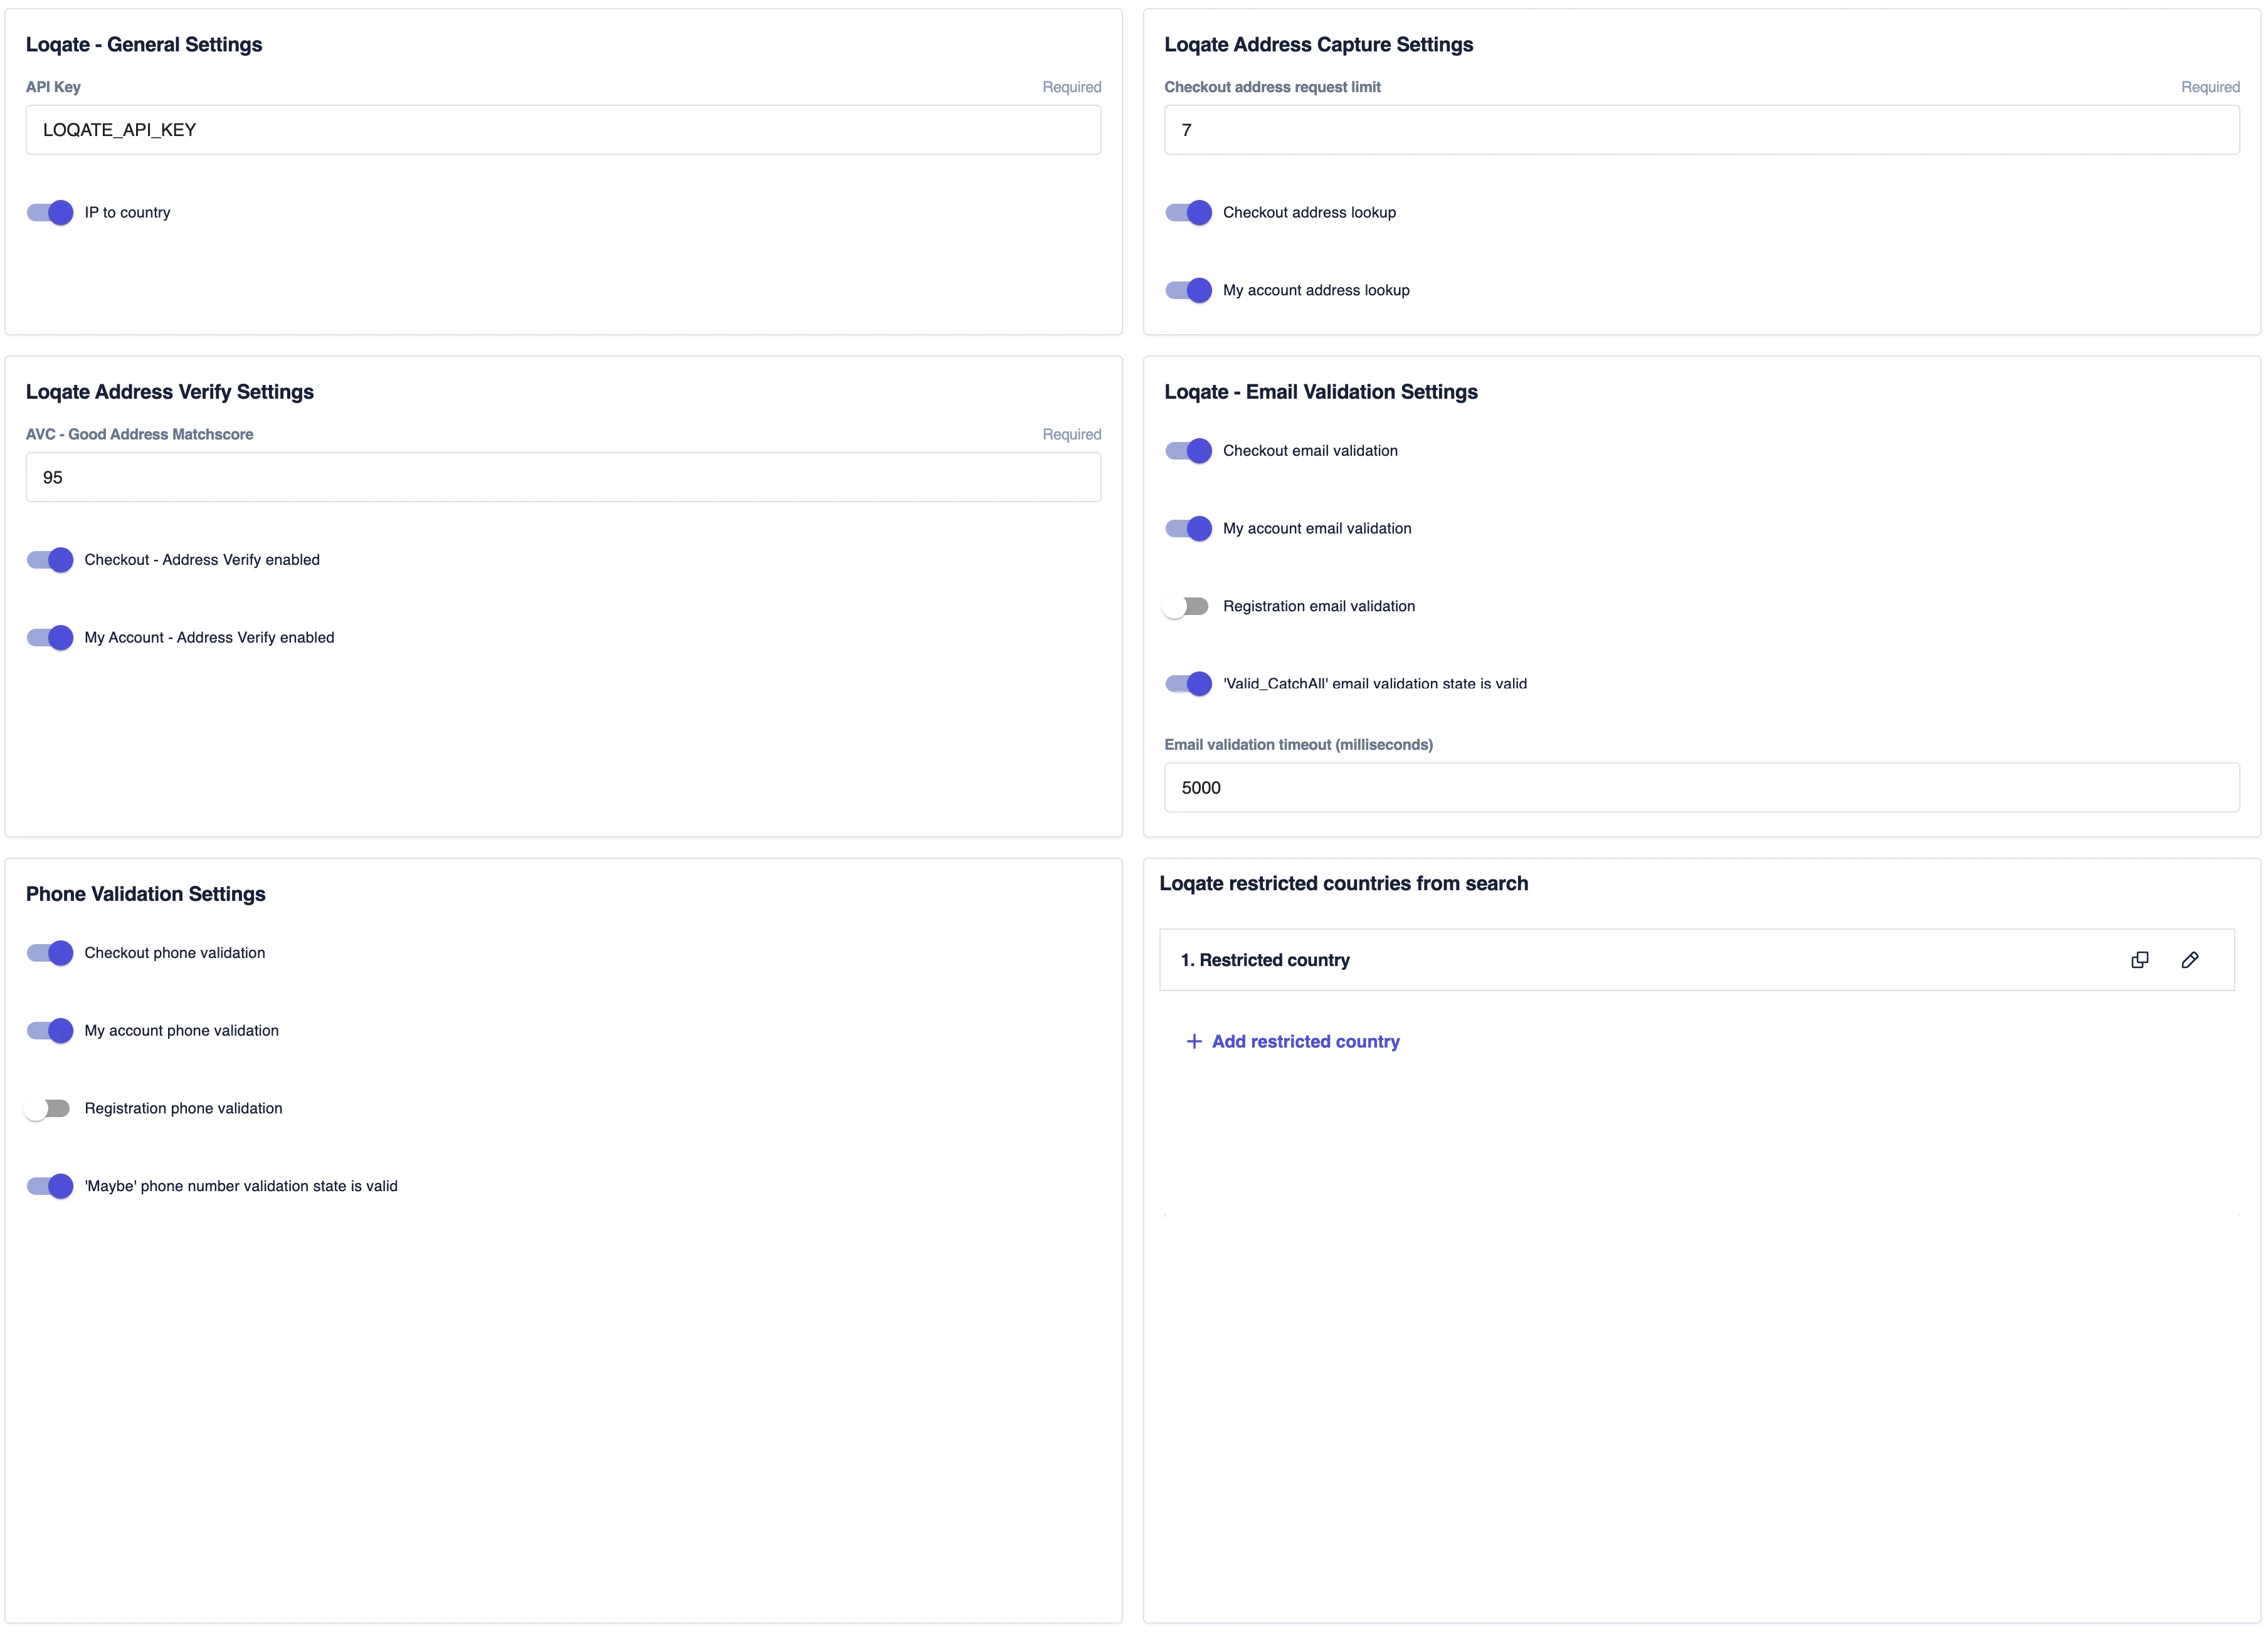 Loqate - General Settings
API Key Required
LOQATE_API_KEY
IP to country
Loqate Address Capture Settings
Checkout address request limit Required
7
Checkout address lookup
My account address lookup
Loqate Address Verify Settings
AVC - Good Address Matchscore Required
95
Checkout - Address Verify enabled
My Account - Address Verify enabled
Loqate - Email Validation Settings
Checkout email validation
My account email validation
Registration email validation
'Valid_CatchAll' email validation state is valid
Email validation timeout (milliseconds)
5000
Phone Validation Settings
Checkout phone validation
My account phone validation
Registration phone validation
'Maybe' phone number validation state is valid
Loqate restricted countries from search
1. Restricted country
+ Add restricted country